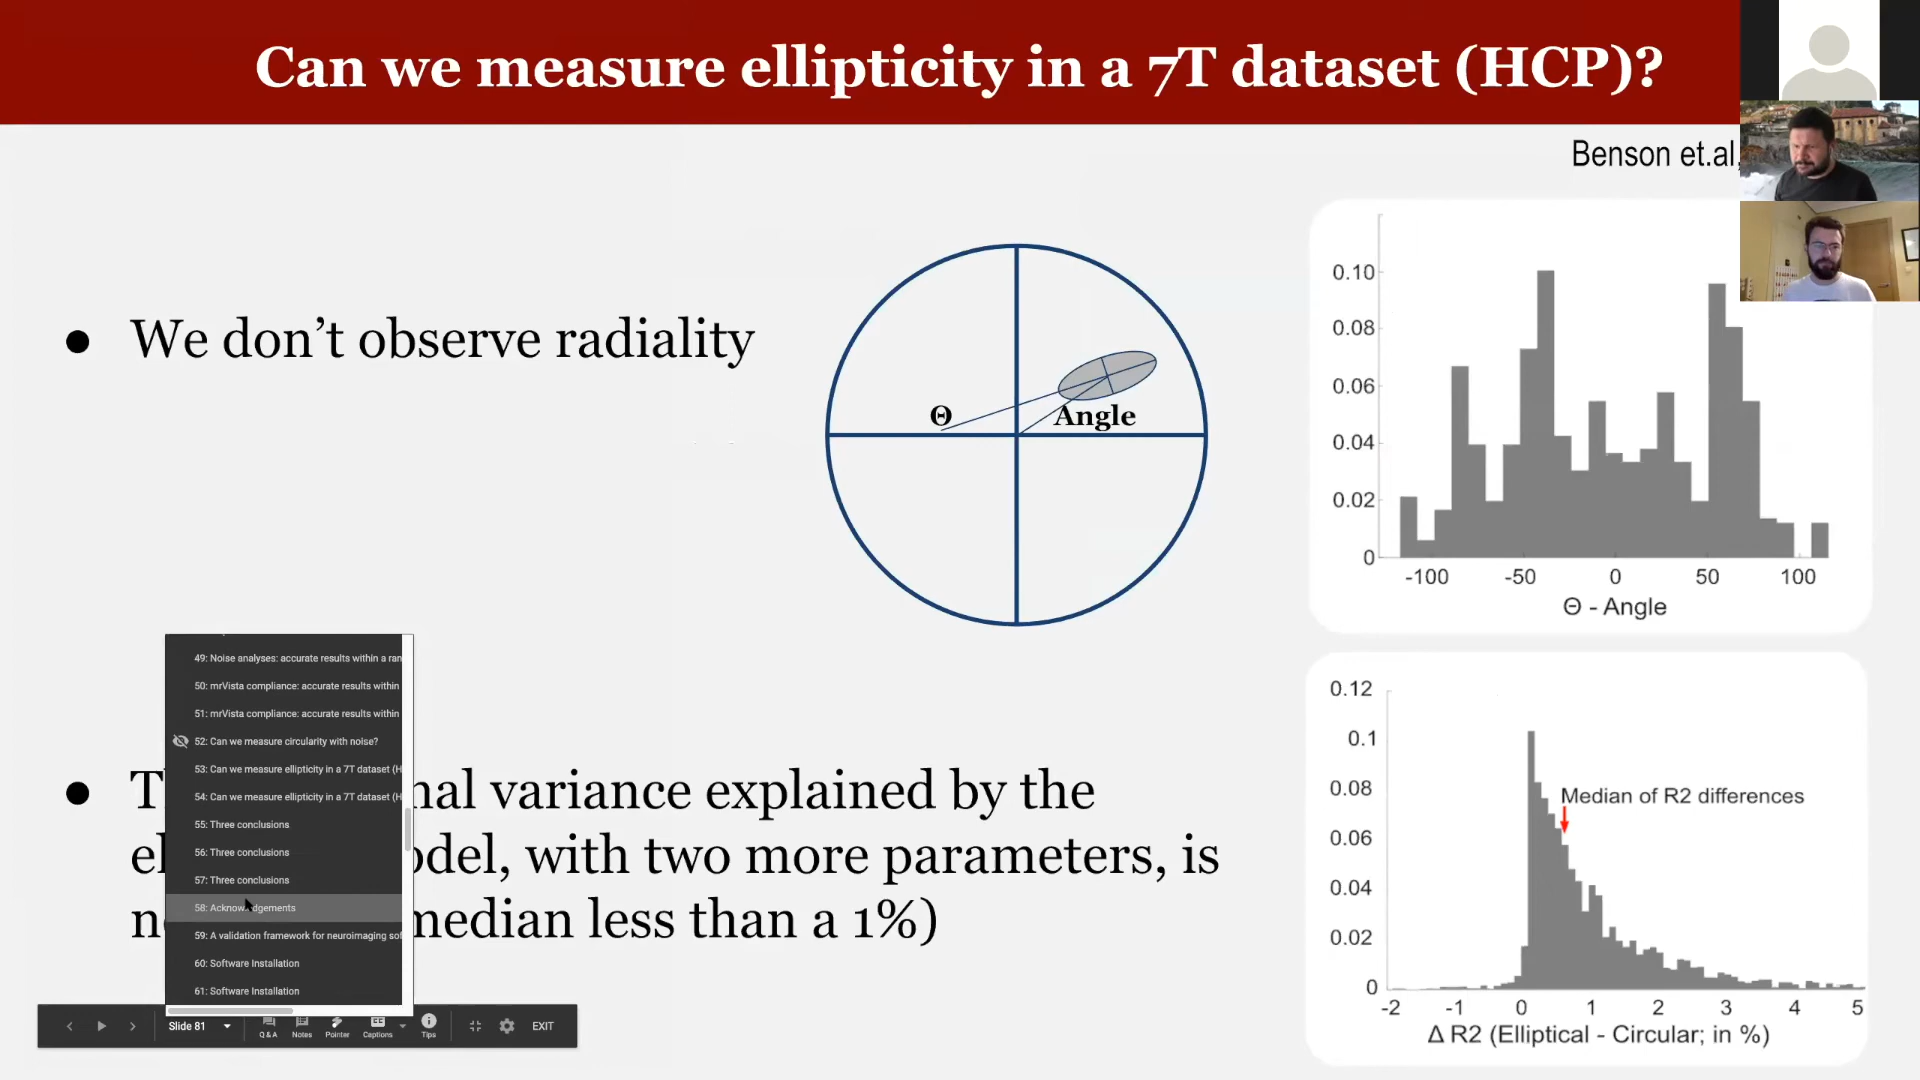 Can we measure ellipticity in a 7T dataset (HCP)?
Benson et.al,
● We don't observe radiality
Θ
Angle
0.10
0.08
0.06
0.04
0.02
0
-100 -50 0 50 100
Θ - Angle
nal variance explained by the
odel, with two more parameters, is
median less than a 1%)
49: Noise analyses: accurate results within a ran
50: mrVista compliance: accurate results within
51: mrVista compliance: accurate results within
52: Can we measure circularity with noise?
53: Can we measure ellipticity in a 7T dataset (H
54: Can we measure ellipticity in a 7T dataset (H
55: Three conclusions
56: Three conclusions
57: Three conclusions
58: Acknowledgements
59: A validation framework for neuroimaging sof
60: Software Installation
61: Software Installation
Slide 81
Q & A Notes Pointer Captions Tips
EXIT
0.12
0.1
0.08
0.06
0.04
0.02
0
Median of R2 differences
-2 -1 0 1 2 3 4 5
Δ R2 (Elliptical - Circular; in %)